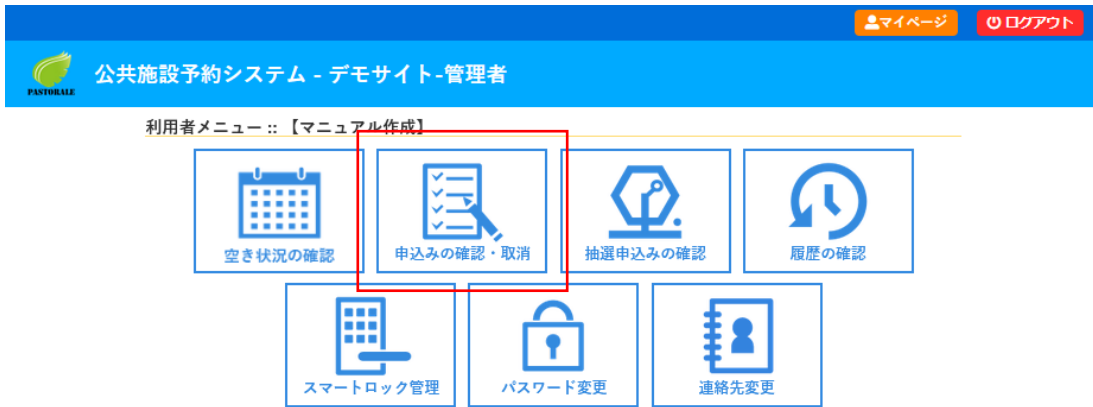 マイページ ログアウト
PASTORALE
公共施設予約システム - デモサイト-管理者
利用者メニュー :: 【マニュアル作成】
空き状況の確認 申込みの確認・取消 抽選申込みの確認 履歴の確認
スマートロック管理 パスワード変更 連絡先変更